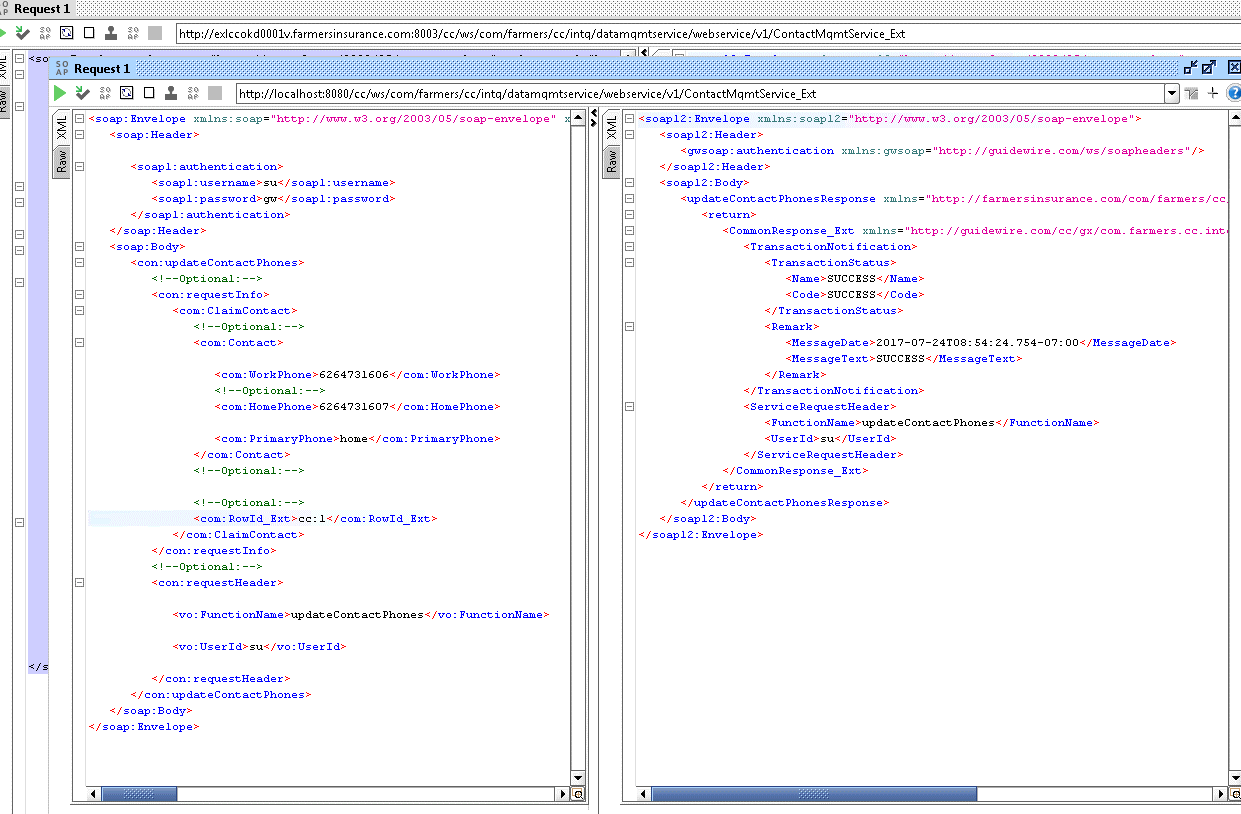 Request 1
http://exlccokd0001v.farmersinsurance.com:8003/cc/ws/com/farmers/cc/intq/datamqmtservice/webservice/v1/ContactMqmtService_Ext
SO AP Request 1
http://localhost:8080/cc/ws/com/farmers/cc/intq/datamqmtservice/webservice/v1/ContactMqmtService_Ext
XML
Raw
<soap:Envelope xmlns:soap="http://www.w3.org/2003/05/soap-envelope" x
<soap:Header>
<soap1:authentication>
<soap1:username>su</soap1:username>
<soap1:password>gw</soap1:password>
</soap1:authentication>
</soap:Header>
<soap:Body>
<con:updateContactPhones>
<!--Optional:-->
<con:requestInfo>
<com:ClaimContact>
<!--Optional:-->
<com:Contact>
<com:WorkPhone>6264731606</com:WorkPhone>
<!--Optional:-->
<com:HomePhone>6264731607</com:HomePhone>
<com:PrimaryPhone>home</com:PrimaryPhone>
</com:Contact>
<!--Optional:-->
<!--Optional:-->
<com:RowId_Ext>cc:1</com:RowId_Ext>
</com:ClaimContact>
</con:requestInfo>
<!--Optional:-->
<con:requestHeader>
<vo:FunctionName>updateContactPhones</vo:FunctionName>
<vo:UserId>su</vo:UserId>
</con:requestHeader>
</con:updateContactPhones>
</soap:Body>
</soap:Envelope>
XML
Raw
<soap12:Envelope xmlns:soap12="http://www.w3.org/2003/05/soap-envelope">
<soap12:Header>
<gwsoap:authentication xmlns:gwsoap="http://guidewire.com/ws/soapheaders"/>
</soap12:Header>
<soap12:Body>
<updateContactPhonesResponse xmlns="http://farmersinsurance.com/com/farmers/cc,
<return>
<CommonResponse_Ext xmlns="http://guidewire.com/cc/gx/com.farmers.cc.inte
<TransactionNotification>
<TransactionStatus>
<Name>SUCCESS</Name>
<Code>SUCCESS</Code>
</TransactionStatus>
<Remark>
<MessageDate>2017-07-24T08:54:24.754-07:00</MessageDate>
<MessageText>SUCCESS</MessageText>
</Remark>
</TransactionNotification>
<ServiceRequestHeader>
<FunctionName>updateContactPhones</FunctionName>
<UserId>su</UserId>
</ServiceRequestHeader>
</CommonResponse_Ext>
</return>
</updateContactPhonesResponse>
</soap12:Body>
</soap12:Envelope>
XML
Raw
<so
</s